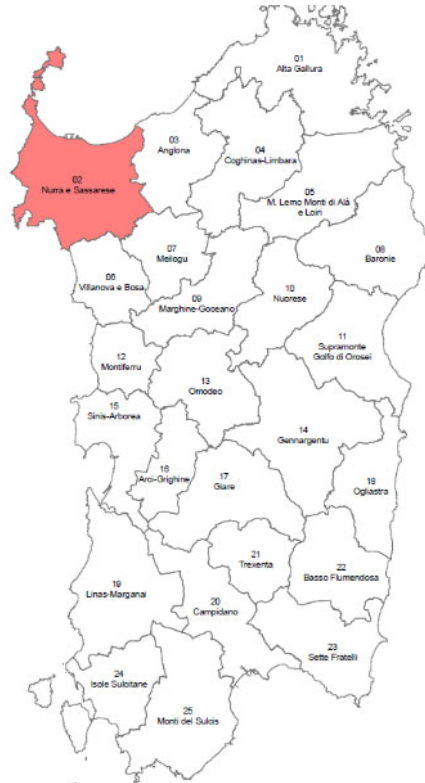 01
Alta Gallura
02
Nurra e Sassarese
03
Anglona
04
Coghinas-Limbara
05
M. Lerno Monti di Alà
e Loiri
06
Villanova e Bosa
07
Meilogu
08
Baronie
09
Marghine-Goceano
10
Nuorese
11
Supramonte
Golfo di Orosei
12
Montiferru
13
Omodeo
14
Gennargentu
15
Sinis-Arborea
16
Arci-Grighine
17
Giare
18
Ogliastra
19
Linas-Marganai
20
Campidano
21
Trexenta
22
Basso Flumendosa
23
Sette Fratelli
24
Isole Sulcitane
25
Monti del Sulcis